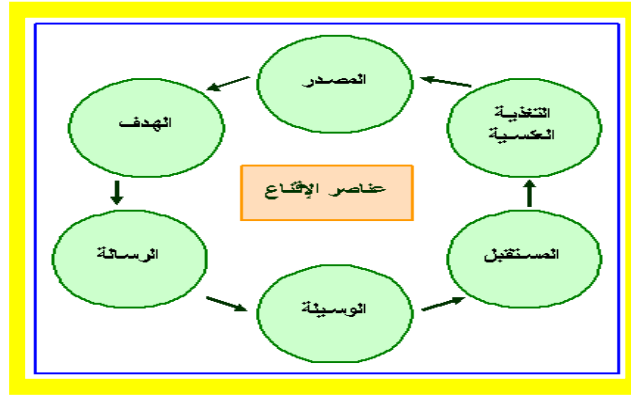 المصدر
الهدف
التغذية
العكسية
عناصر الإقناع
الرسالة
المستقبل
الوسيلة